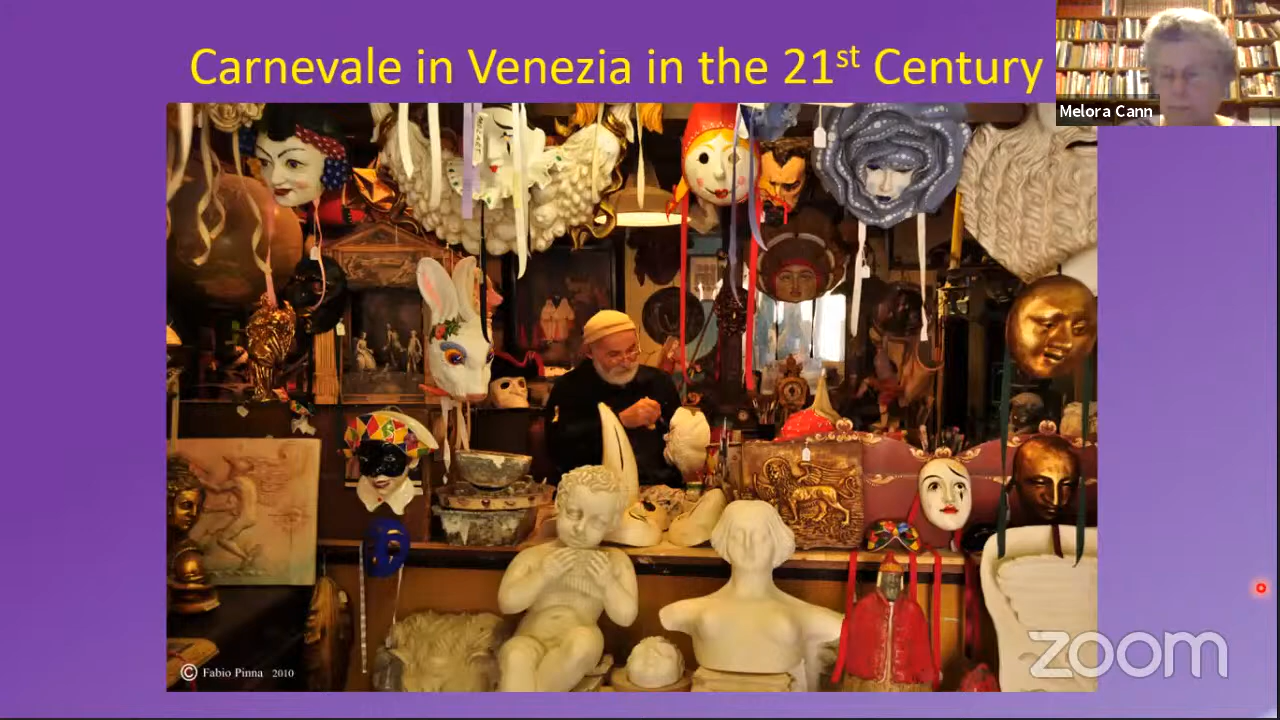 Carnevale in Venezia in the 21st Century
Melora Cann
© Fabio Pinna 2010
zoom